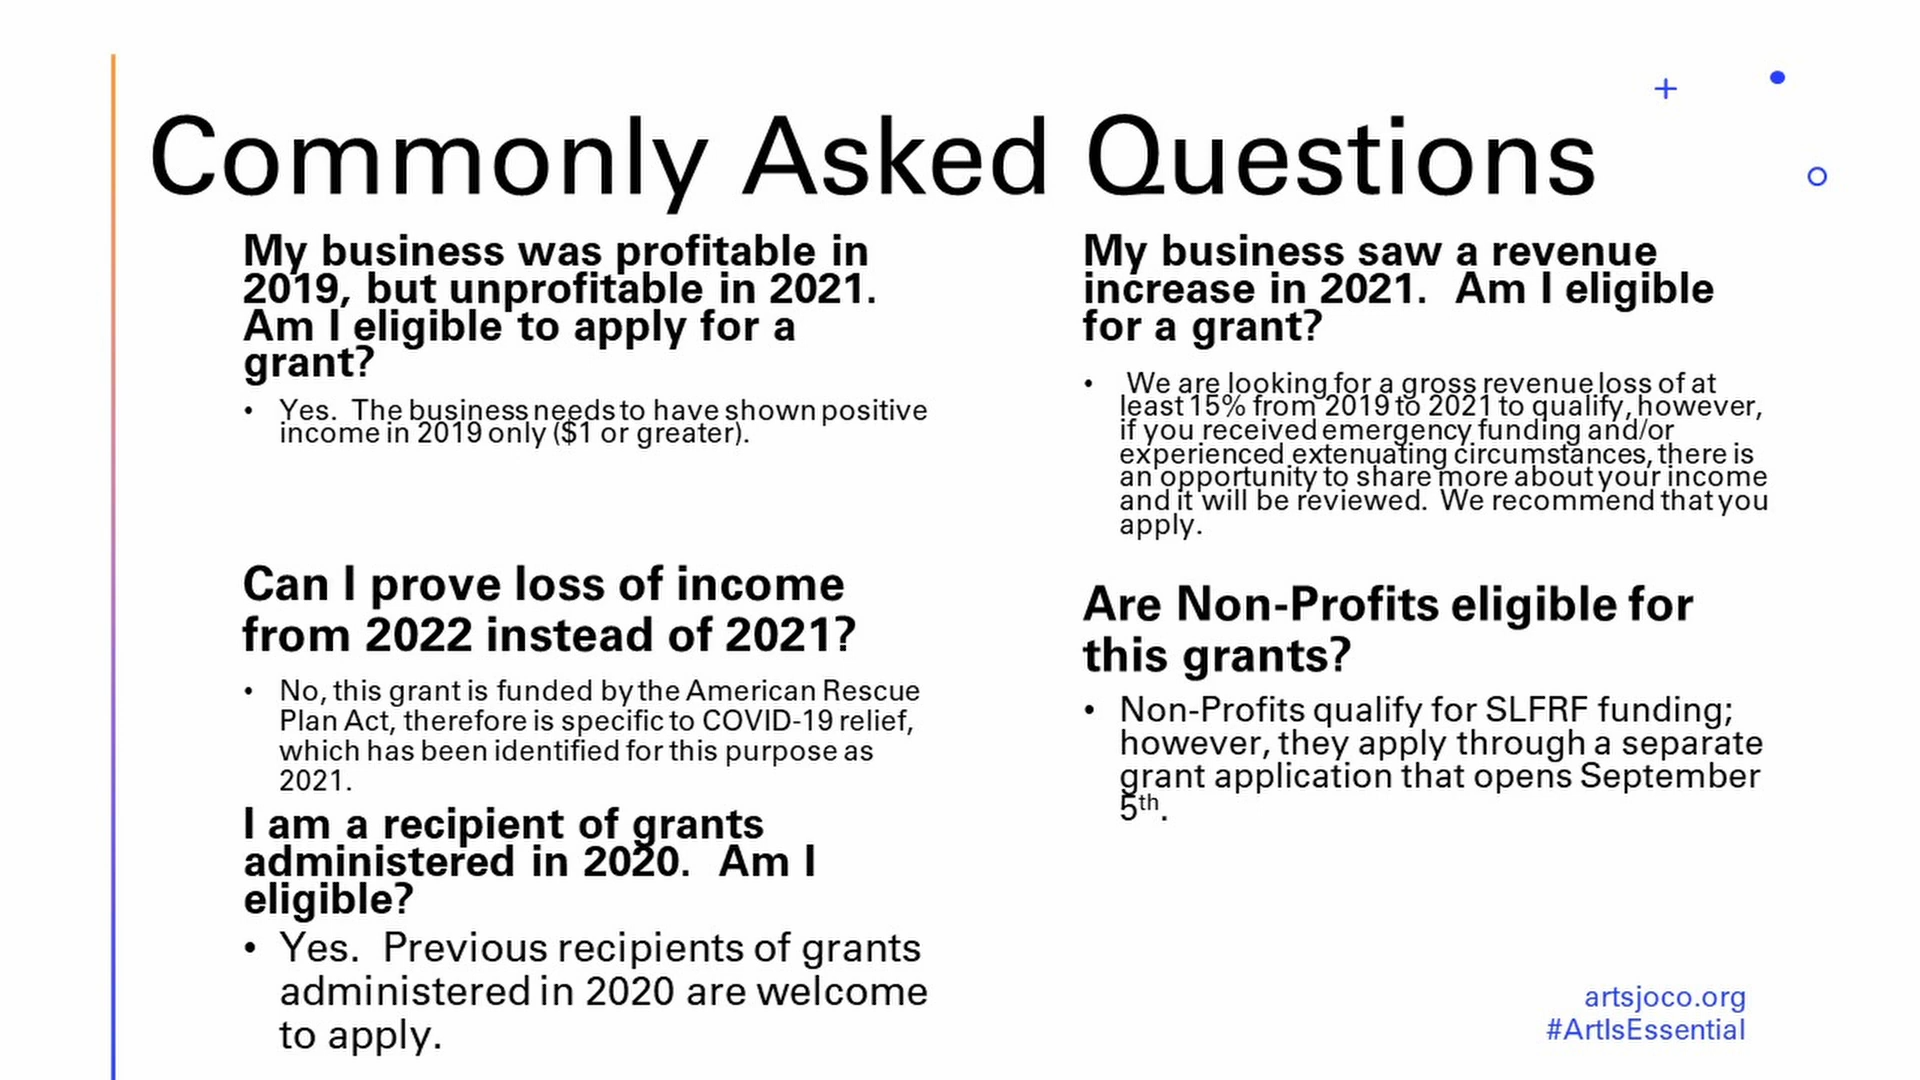 Commonly Asked Questions
My business was profitable in
2019, but unprofitable in 2021.
Am I eligible to apply for a
grant?
• Yes. The business needs to have shown positive
income in 2019 only ($1 or greater).
Can I prove loss of income
from 2022 instead of 2021?
• No, this grant is funded by the American Rescue
Plan Act, therefore is specific to COVID-19 relief,
which has been identified for this purpose as
2021.
I am a recipient of grants
administered in 2020. Am I
eligible?
• Yes. Previous recipients of grants
administered in 2020 are welcome
to apply.
My business saw a revenue
increase in 2021. Am I eligible
for a grant?
• We are looking for a gross revenue loss of at
least 15% from 2019 to 2021 to qualify, however,
if you received emergency funding and/or
experienced extenuating circumstances, there is
an opportunity to share more about your income
and it will be reviewed. We recommend that you
apply.
Are Non-Profits eligible for
this grants?
• Non-Profits qualify for SLFRF funding;
however, they apply through a separate
grant application that opens September
5th.
artsjoco.org
#ArtIsEssential